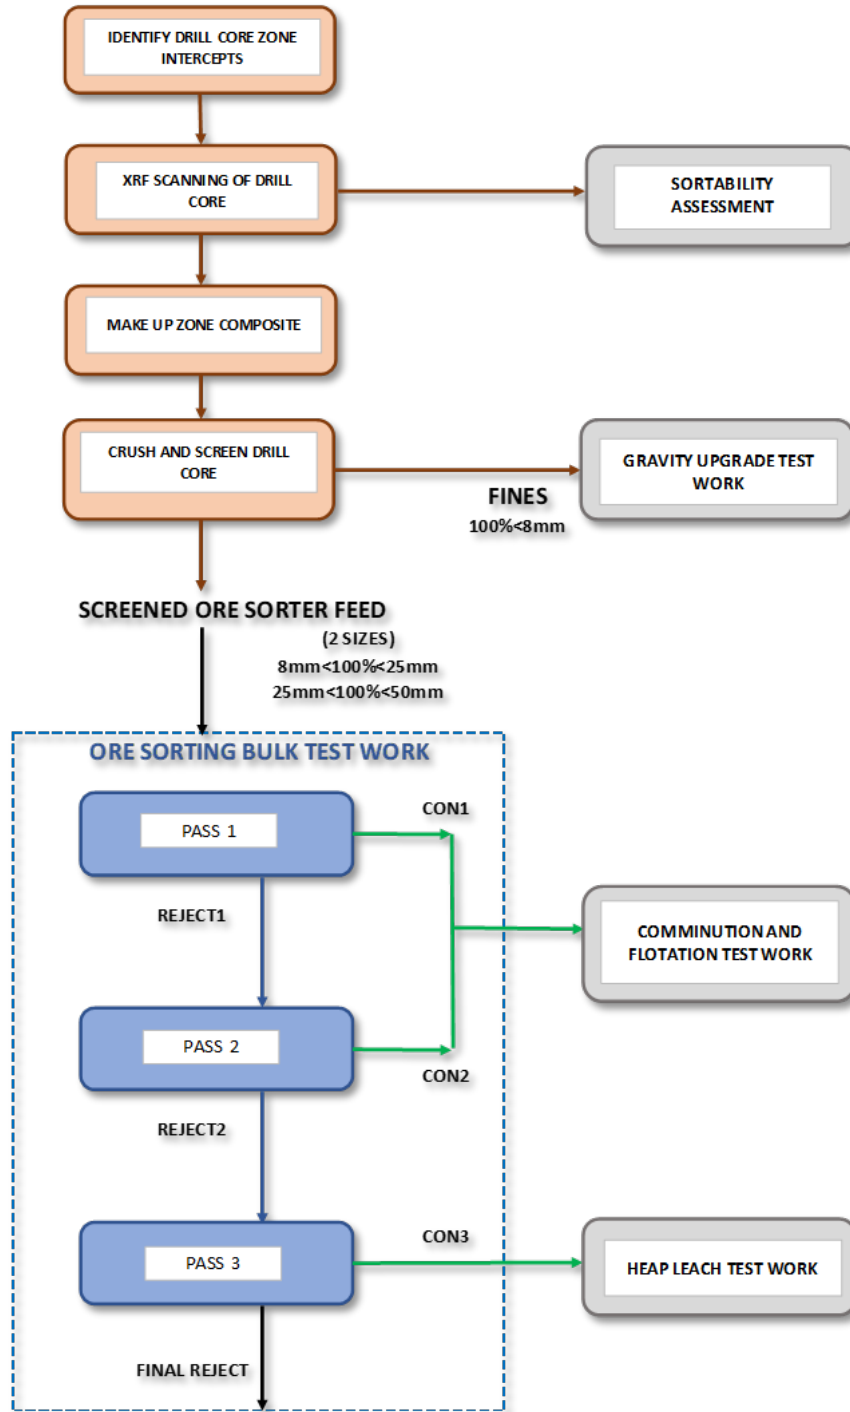 IDENTIFY DRILL CORE ZONE
INTERCEPTS
XRF SCANNING OF DRILL
CORE
SORTABILITY
ASSESSMENT
MAKE UP ZONE COMPOSITE
CRUSH AND SCREEN DRILL
CORE
GRAVITY UPGRADE TEST
WORK
FINES
100%<8mm
SCREENED ORE SORTER FEED
(2 SIZES)
8mm<100%<25mm
25mm<100%<50mm
ORE SORTING BULK TEST WORK
CON1
PASS 1
REJECT1
COMMINUTION AND
FLOTATION TEST WORK
PASS 2
CON2
REJECT2
CON3
PASS 3
HEAP LEACH TEST WORK
FINAL REJECT